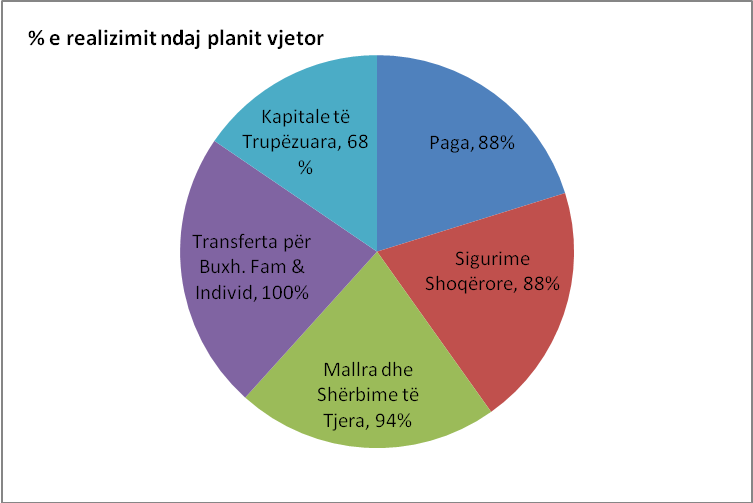 % e realizimit ndaj planit vjetor
Kapitale të
Trupëzuara, 68
%
Paga, 88%
Transferta për
Buxh. Fam &
Individ, 100%
Sigurime
Shoqërore, 88%
Mallra dhe
Shërbime të
Tjera, 94%